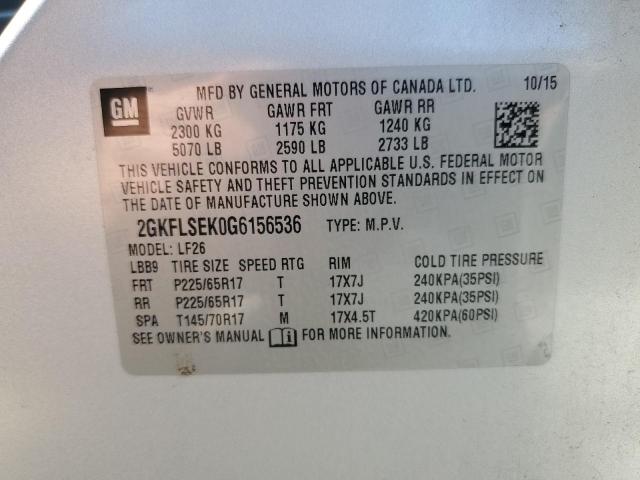 GM
MFD BY GENERAL MOTORS OF CANADA LTD. 10/15
GVWR GAWR FRT GAWR RR
2300 KG 1175 KG 1240 KG
5070 LB 2590 LB 2733 LB
THIS VEHICLE CONFORMS TO ALL APPLICABLE U.S. FEDERAL MOTOR
VEHICLE SAFETY AND THEFT PREVENTION STANDARDS IN EFFECT ON
THE DATE OF MANUFACTURE SHOWN ABOVE.
2GKFLSEK0G6156536 TYPE: M.P.V.
MODEL: LF26
LBB9 TIRE SIZE SPEED RTG RIM COLD TIRE PRESSURE
FRT P225/65R17 T 17X7J 240KPA(35PSI)
RR P225/65R17 T 17X7J 240KPA(35PSI)
SPA T145/70R17 M 17X4.5T 420KPA(60PSI)
SEE OWNER'S MANUAL FOR MORE INFORMATION.